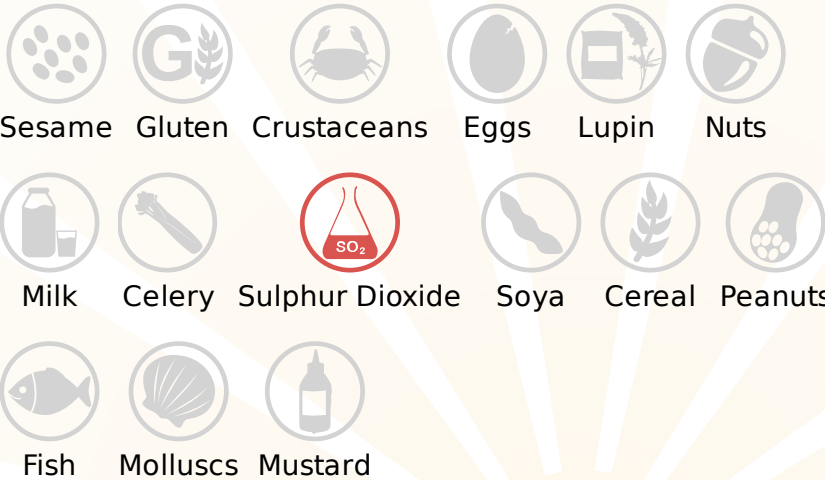 G
Sesame Gluten Crustaceans Eggs Lupin Nuts
SO₂
Milk Celery Sulphur Dioxide Soya Cereal Peanuts
Fish Molluscs Mustard